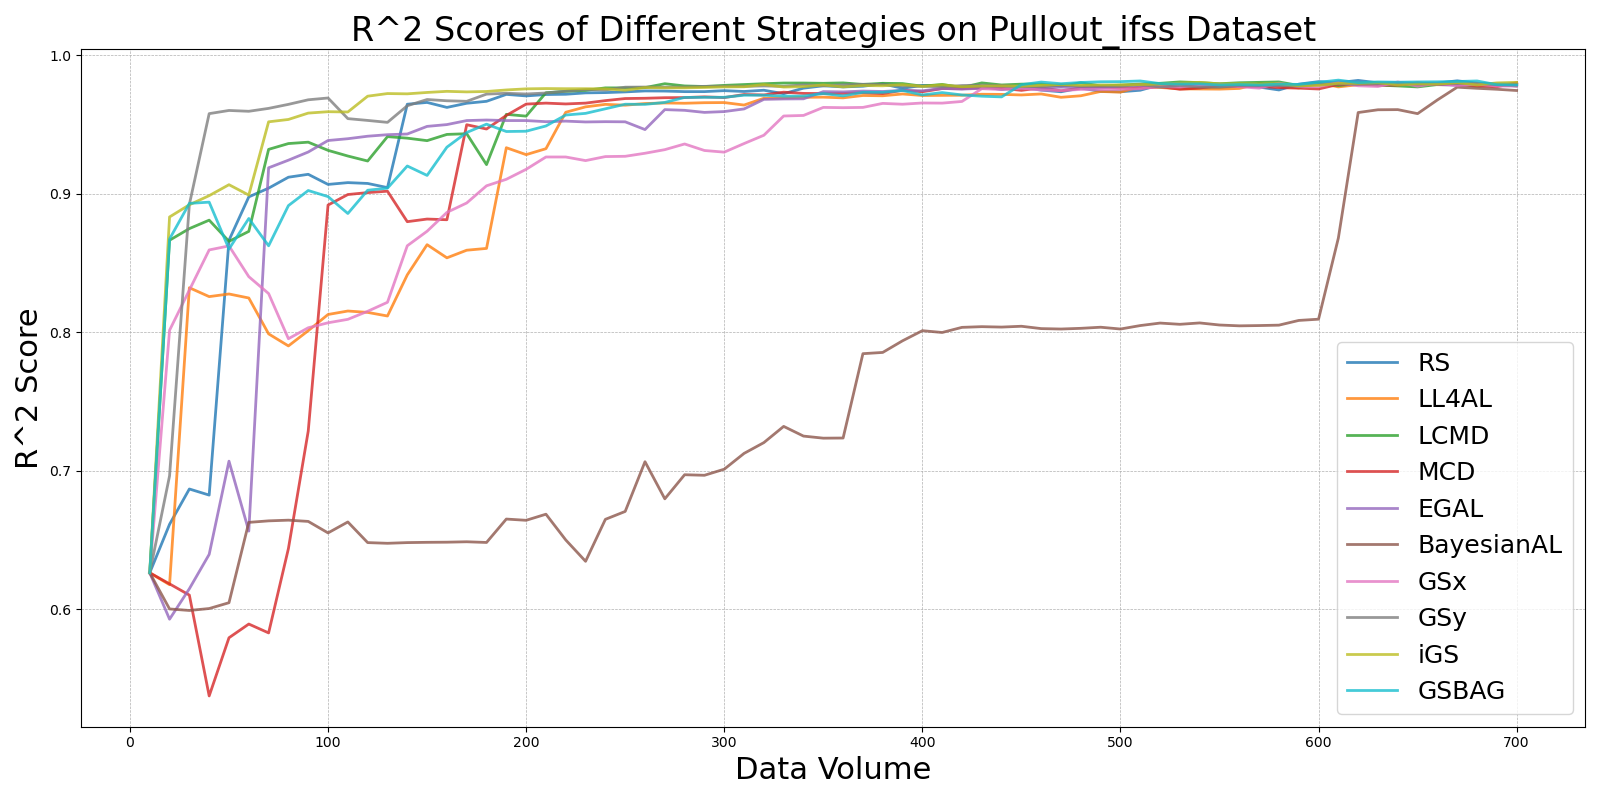 R^2 Scores of Different Strategies on Pullout_ifss Dataset
R^2 Score
1.0
0.9
0.8
0.7
0.6
0
100
200
300
400
500
600
700
Data Volume
RS
LL4AL
LCMD
MCD
EGAL
BayesianAL
GSx
GSy
iGS
GSBAG